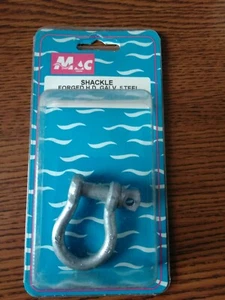 MAC
SHACKLE
FORGED H.D. GALV. STEEL